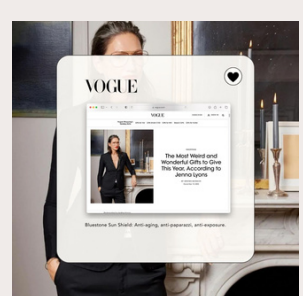 VOGUE
VOGUE
The Most Weird and
Wonderful Gifts to Give
This Year, According to
Jenna Lyons
Bluestone Sun Shield: Anti-aging, anti-paparazzi, anti-exposure.